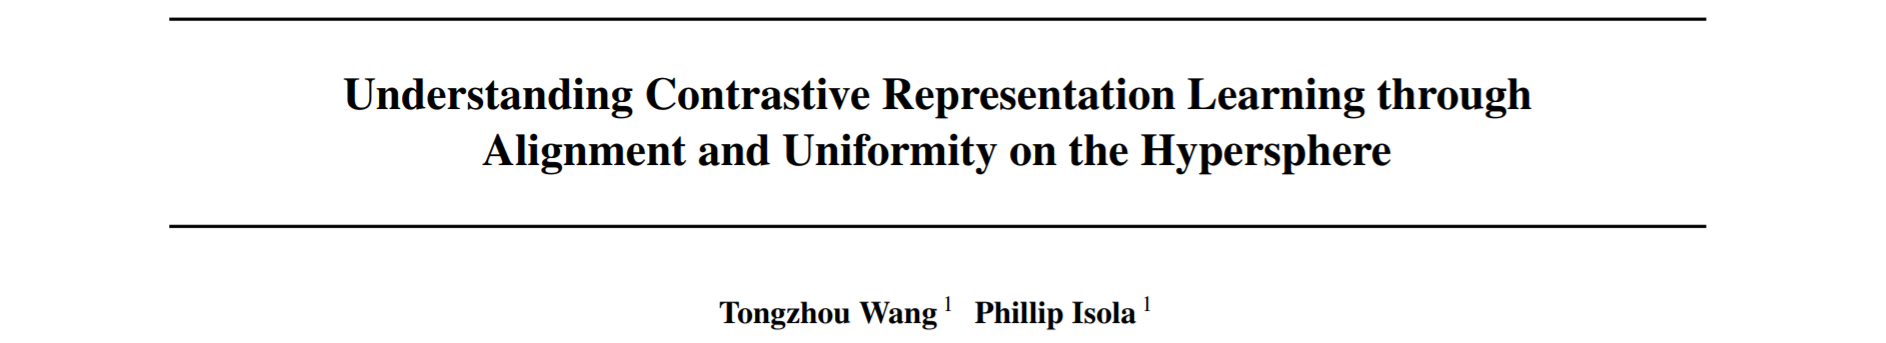 Understanding Contrastive Representation Learning through
Alignment and Uniformity on the Hypersphere
Tongzhou Wang 1 Phillip Isola 1